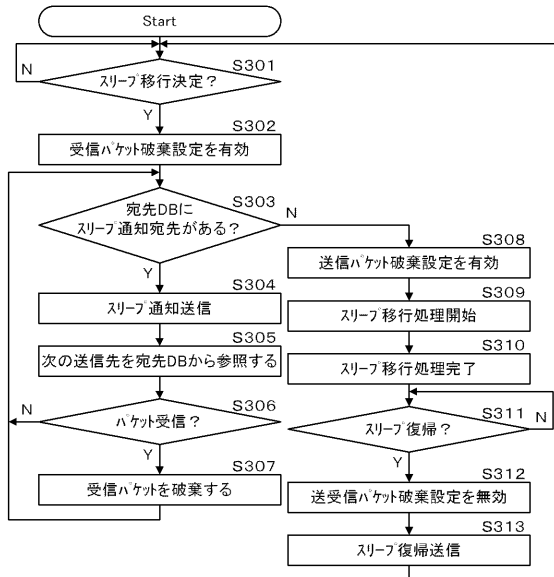 Start
S301
N
スリープ移行決定？
Y
S302
受信パケット破棄設定を有効
S303
宛先DBに
スリープ通知宛先がある？
N
Y
S304
スリープ通知送信
S305
次の送信先を宛先DBから参照する
S306
N
パケット受信？
Y
S307
受信パケットを破棄する
S308
送信パケット破棄設定を有効
S309
スリープ移行処理開始
S310
スリープ移行処理完了
S311
スリープ復帰？
N
Y
S312
送受信パケット破棄設定を無効
S313
スリープ復帰送信